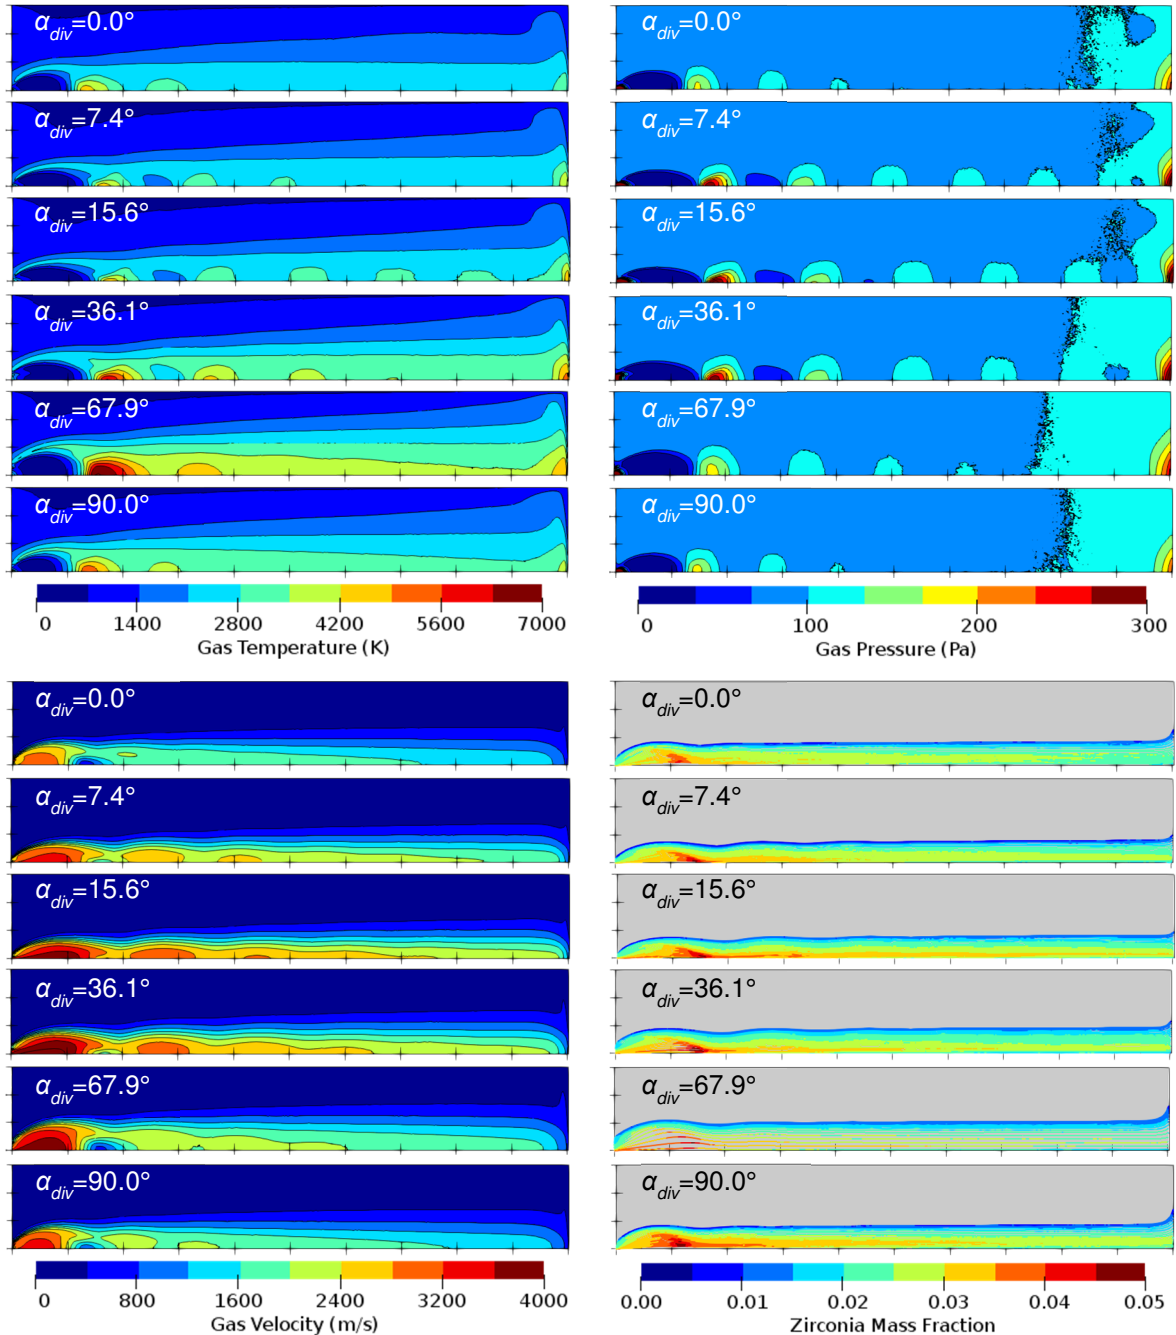 α_div=0.0°
α_div=7.4°
α_div=15.6°
α_div=36.1°
α_div=67.9°
α_div=90.0°
0 1400 2800 4200 5600 7000
Gas Temperature (K)
α_div=0.0°
α_div=7.4°
α_div=15.6°
α_div=36.1°
α_div=67.9°
α_div=90.0°
0 100 200 300
Gas Pressure (Pa)
α_div=0.0°
α_div=7.4°
α_div=15.6°
α_div=36.1°
α_div=67.9°
α_div=90.0°
0 800 1600 2400 3200 4000
Gas Velocity (m/s)
α_div=0.0°
α_div=7.4°
α_div=15.6°
α_div=36.1°
α_div=67.9°
α_div=90.0°
0.00 0.01 0.02 0.03 0.04 0.05
Zirconia Mass Fraction